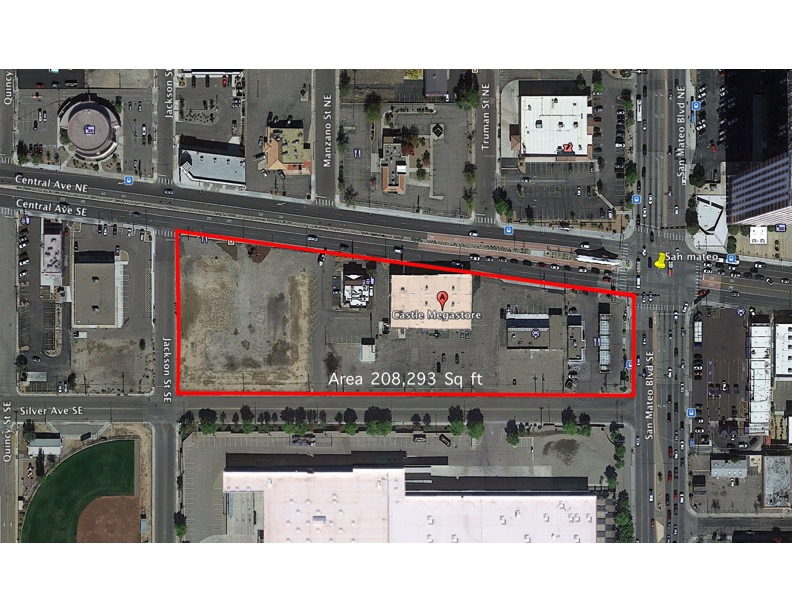 Quincy
Jackson St
Manzano St NE
Truman St NE
San Mateo Blvd NE
Central Ave NE
Central Ave SE
San mateo
A
Castle Megastore
Area 208,293 Sq ft
Jackson St SE
San Mateo Blvd SE
Silver Ave SE
Quincy St SE